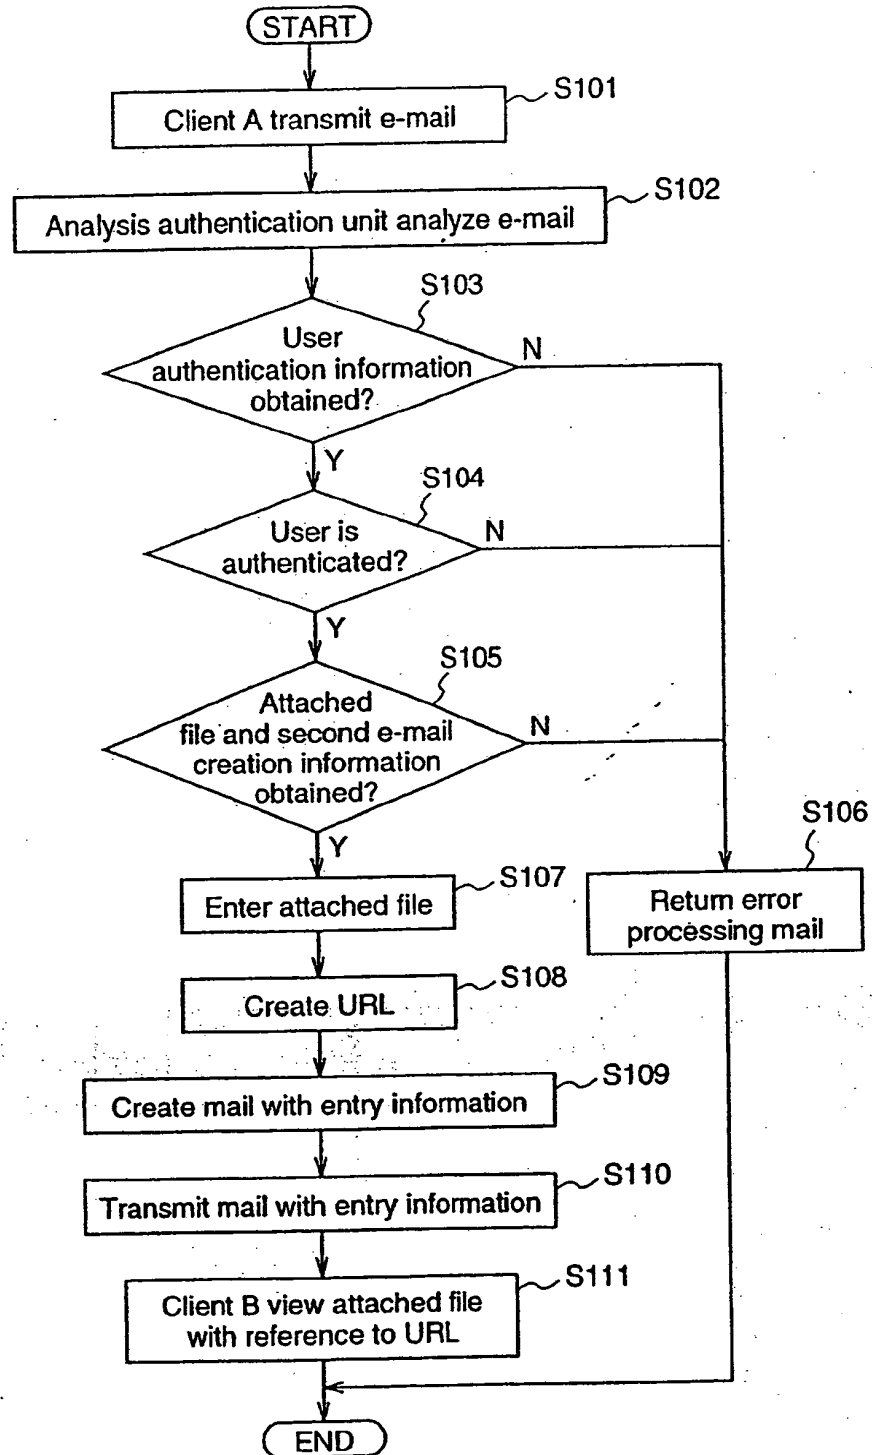 START
S101
Client A transmit e-mail
S102
Analysis authentication unit analyze e-mail
S103
User
authentication information
obtained?
N
Y
S104
User is
authenticated?
N
Y
S105
Attached
file and second e-mail
creation information
obtained?
N
Y
S106
Return error
processing mail
S107
Enter attached file
S108
Create URL
S109
Create mail with entry information
S110
Transmit mail with entry information
S111
Client B view attached file
with reference to URL
END